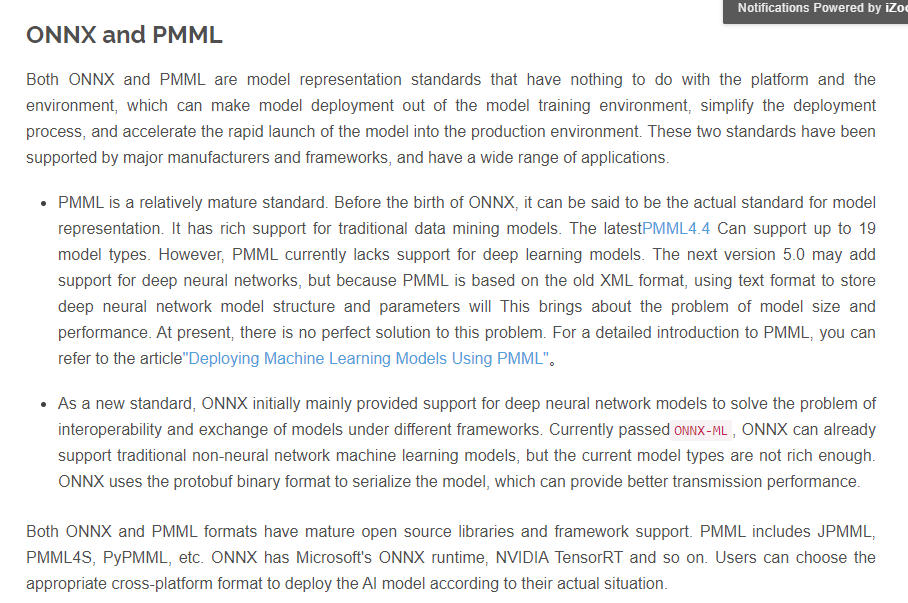 Notifications Powered by iZoo
ONNX and PMML
Both ONNX and PMML are model representation standards that have nothing to do with the platform and the
environment, which can make model deployment out of the model training environment, simplify the deployment
process, and accelerate the rapid launch of the model into the production environment. These two standards have been
supported by major manufacturers and frameworks, and have a wide range of applications.
• PMML is a relatively mature standard. Before the birth of ONNX, it can be said to be the actual standard for model
representation. It has rich support for traditional data mining models. The latestPMML4.4 Can support up to 19
model types. However, PMML currently lacks support for deep learning models. The next version 5.0 may add
support for deep neural networks, but because PMML is based on the old XML format, using text format to store
deep neural network model structure and parameters will This brings about the problem of model size and
performance. At present, there is no perfect solution to this problem. For a detailed introduction to PMML, you can
refer to the article"Deploying Machine Learning Models Using PMML"。
• As a new standard, ONNX initially mainly provided support for deep neural network models to solve the problem of
interoperability and exchange of models under different frameworks. Currently passed ONNX-ML , ONNX can already
support traditional non-neural network machine learning models, but the current model types are not rich enough.
ONNX uses the protobuf binary format to serialize the model, which can provide better transmission performance.
Both ONNX and PMML formats have mature open source libraries and framework support. PMML includes JPMML,
PMML4S, PyPMML, etc. ONNX has Microsoft's ONNX runtime, NVIDIA TensorRT and so on. Users can choose the
appropriate cross-platform format to deploy the AI model according to their actual situation.